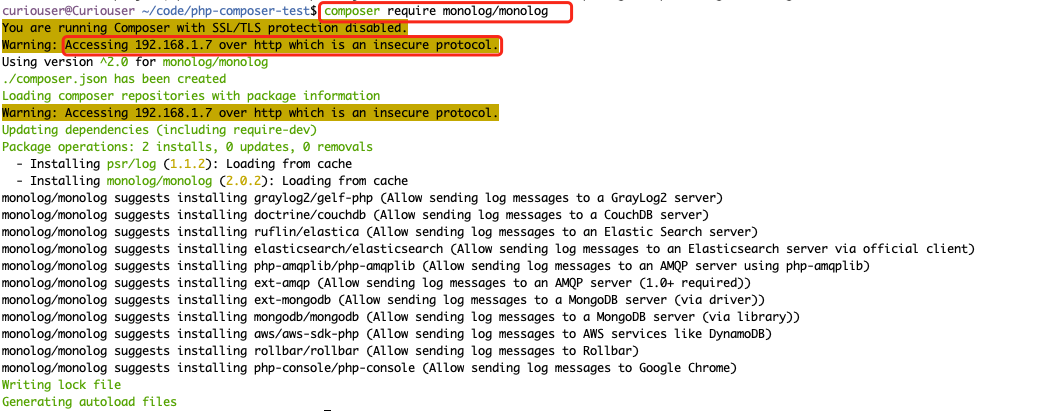 curiouser@Curiouser ~/code/php-composer-test$ composer require monolog/monolog
You are running Composer with SSL/TLS protection disabled.
Warning: Accessing 192.168.1.7 over http which is an insecure protocol.
Using version ^2.0 for monolog/monolog
./composer.json has been created
Loading composer repositories with package information
Warning: Accessing 192.168.1.7 over http which is an insecure protocol.
Updating dependencies (including require-dev)
Package operations: 2 installs, 0 updates, 0 removals
  - Installing psr/log (1.1.2): Loading from cache
  - Installing monolog/monolog (2.0.2): Loading from cache
monolog/monolog suggests installing graylog2/gelf-php (Allow sending log messages to a GrayLog2 server)
monolog/monolog suggests installing doctrine/couchdb (Allow sending log messages to a CouchDB server)
monolog/monolog suggests installing ruflin/elastica (Allow sending log messages to an Elastic Search server)
monolog/monolog suggests installing elasticsearch/elasticsearch (Allow sending log messages to an Elasticsearch server via official client)
monolog/monolog suggests installing php-amqplib/php-amqplib (Allow sending log messages to an AMQP server using php-amqplib)
monolog/monolog suggests installing ext-amqp (Allow sending log messages to an AMQP server (1.0+ required))
monolog/monolog suggests installing ext-mongodb (Allow sending log messages to a MongoDB server (via driver))
monolog/monolog suggests installing mongodb/mongodb (Allow sending log messages to a MongoDB server (via library))
monolog/monolog suggests installing aws/aws-sdk-php (Allow sending log messages to AWS services like DynamoDB)
monolog/monolog suggests installing rollbar/rollbar (Allow sending log messages to Rollbar)
monolog/monolog suggests installing php-console/php-console (Allow sending log messages to Google Chrome)
Writing lock file
Generating autoload files